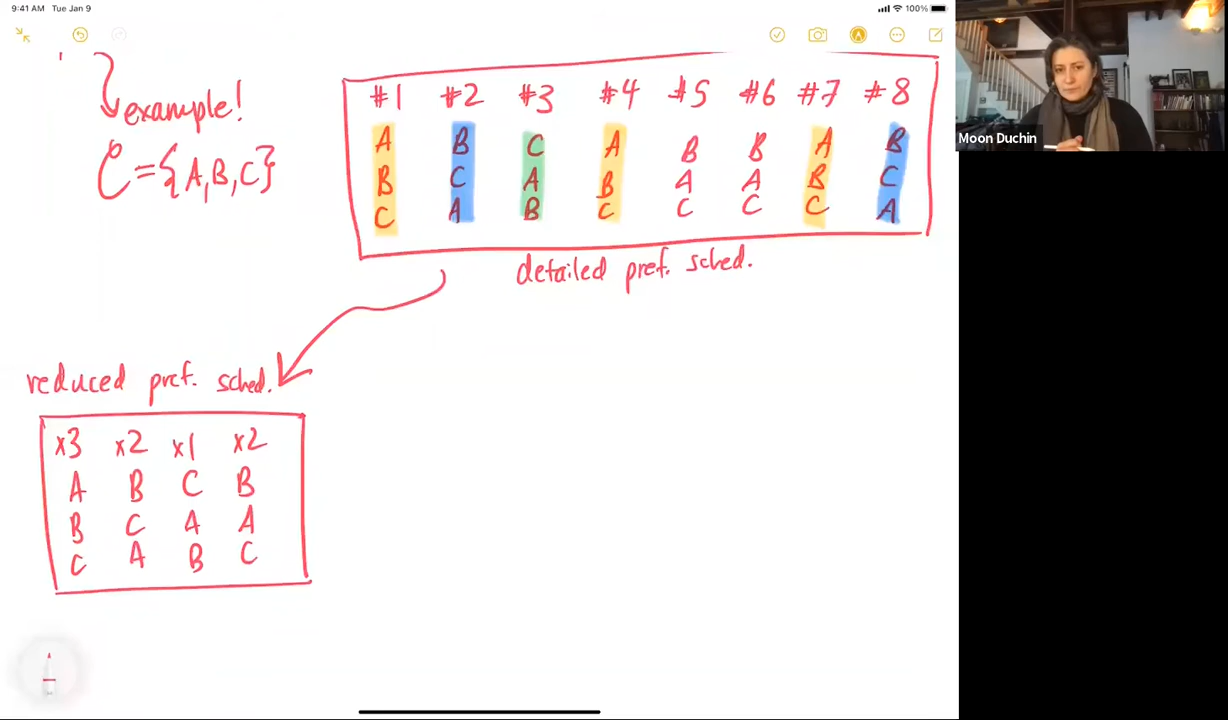 9:41 AM Tue Jan 9
100%
example!
C={A,B,C}
#1 #2 #3 #4 #5 #6 #7 #8
A B C A B B A B
B C A B A A B C
C A B C C C C A
detailed pref. sched.
reduced pref. sched.
x3 x2 x1 x2
A B C B
B C A A
C A B C
Moon Duchin